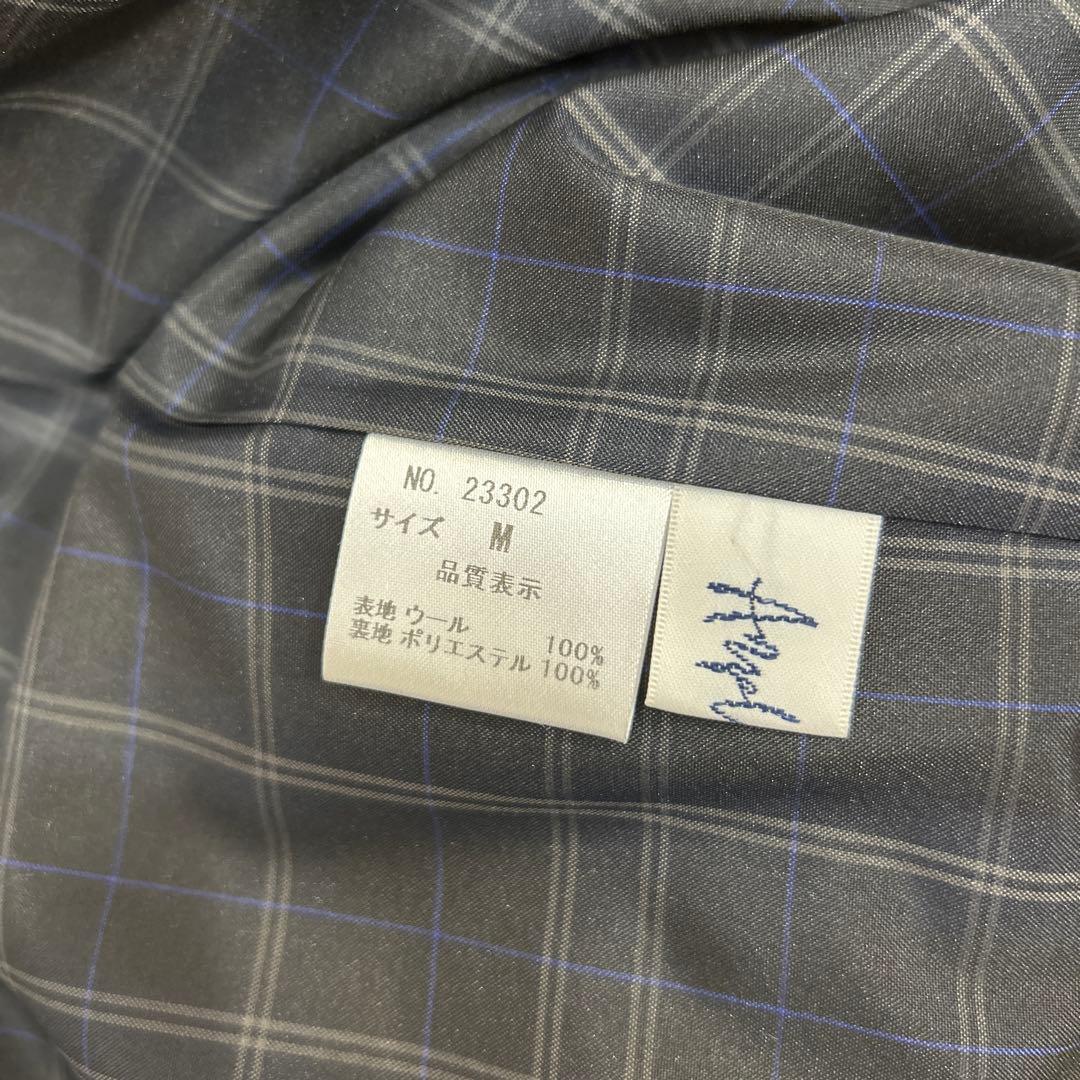 NO. 23302
サイズ M
品質表示
表地 ウール 100%
裏地 ポリエステル 100%